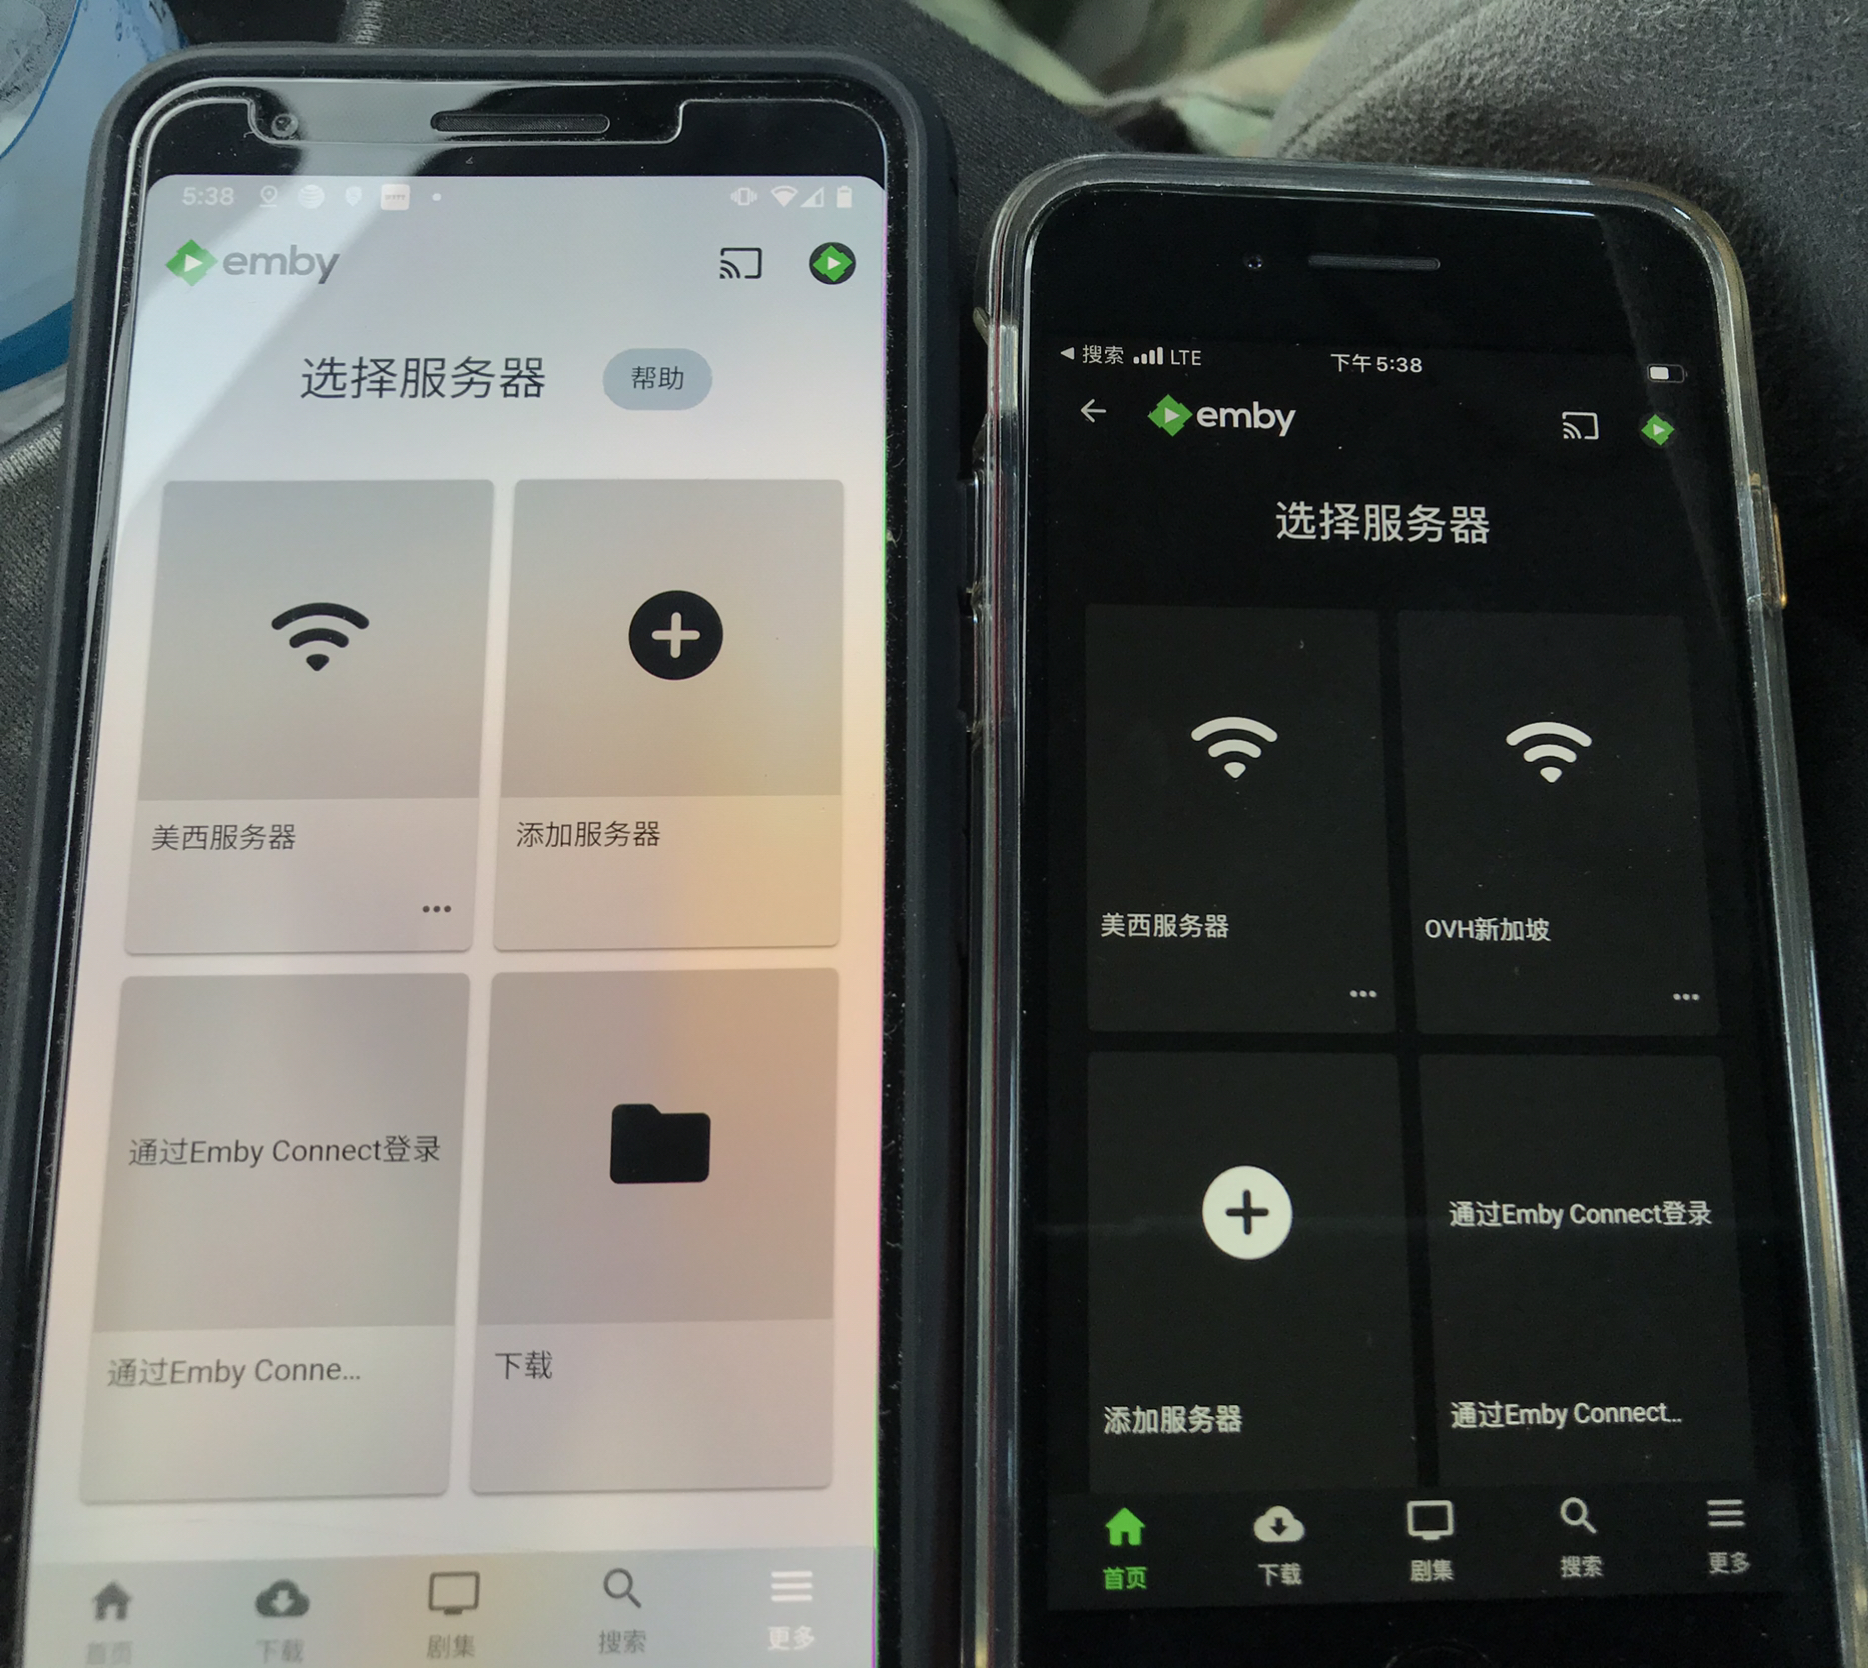 5:38
emby
选择服务器
帮助
美西服务器
添加服务器
通过Emby Connect登录
通过Emby Conne...
下载
首页
下载
剧集
搜索
更多
搜索
LTE
下午5:38
emby
选择服务器
美西服务器
OVH新加坡
通过Emby Connect登录
添加服务器
通过Emby Connect...
首页
下载
剧集
搜索
更多